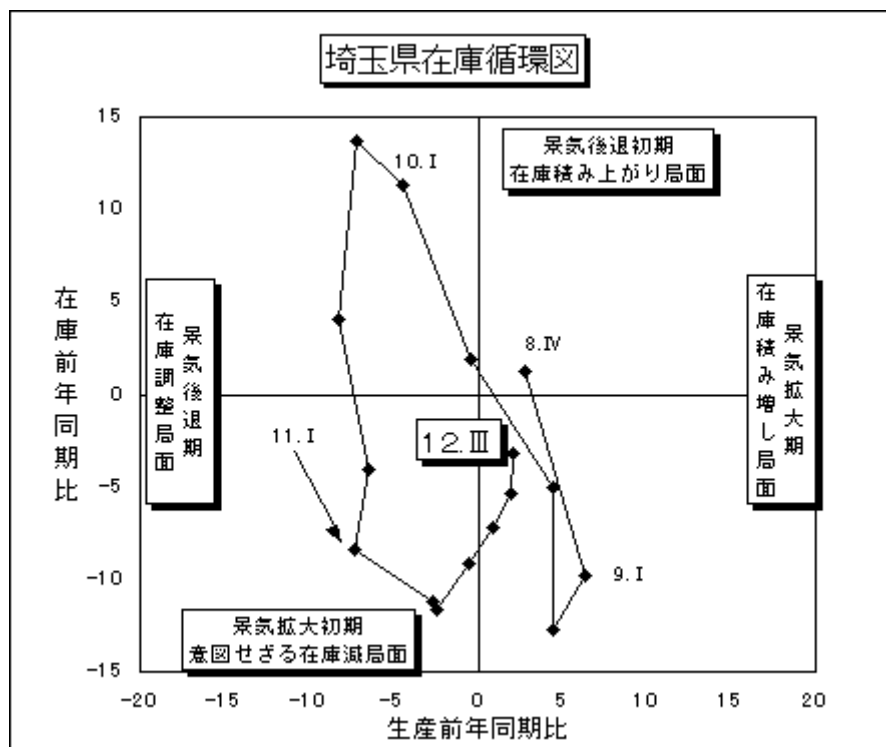 埼玉県在庫循環図
景気後退初期
在庫積み上がり局面
15
10
5
0
-5
-10
-15
10.Ⅰ
8.Ⅳ
在庫前年同期比
景気後退期
在庫調整局面
11.Ⅰ
12.Ⅲ
景気拡大期
在庫積み増し局面
9.Ⅰ
景気拡大初期
意図せざる在庫減局面
-20 -15 -10 -5 0 5 10 15 20
生産前年同期比